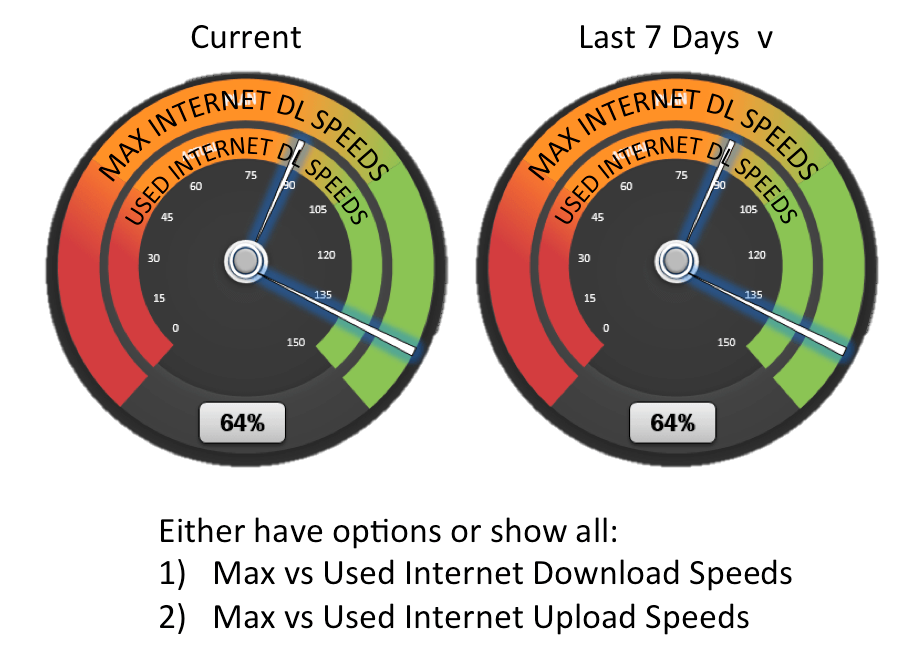 Current
Last 7 Days v
MAX INTERNET DL SPEEDS
USED INTERNET DL SPEEDS
0
15
30
45
60
75
90
105
120
135
150
64%
MAX INTERNET DL SPEEDS
USED INTERNET DL SPEEDS
0
15
30
45
60
75
90
105
120
135
150
64%
Either have options or show all:
1) Max vs Used Internet Download Speeds
2) Max vs Used Internet Upload Speeds